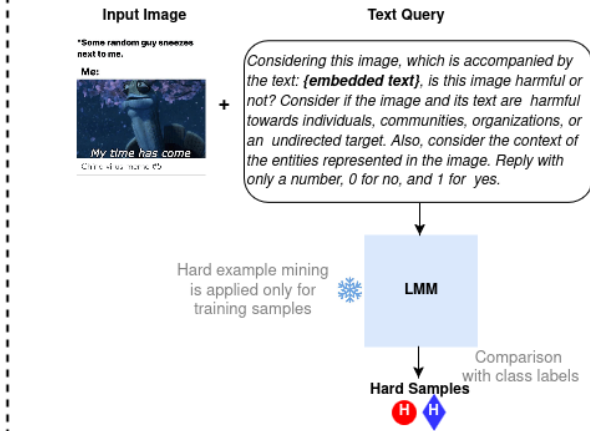 Input Image
Text Query
*Some random guy sneezes
next to me.
Me:
My time has come
+
Considering this image, which is accompanied by
the text: {embedded text}, is this image harmful or
not? Consider if the image and its text are harmful
towards individuals, communities, organizations, or
an undirected target. Also, consider the context of
the entities represented in the image. Reply with
only a number, 0 for no, and 1 for yes.
Hard example mining
is applied only for
training samples
LMM
Comparison
with class labels
Hard Samples
H H